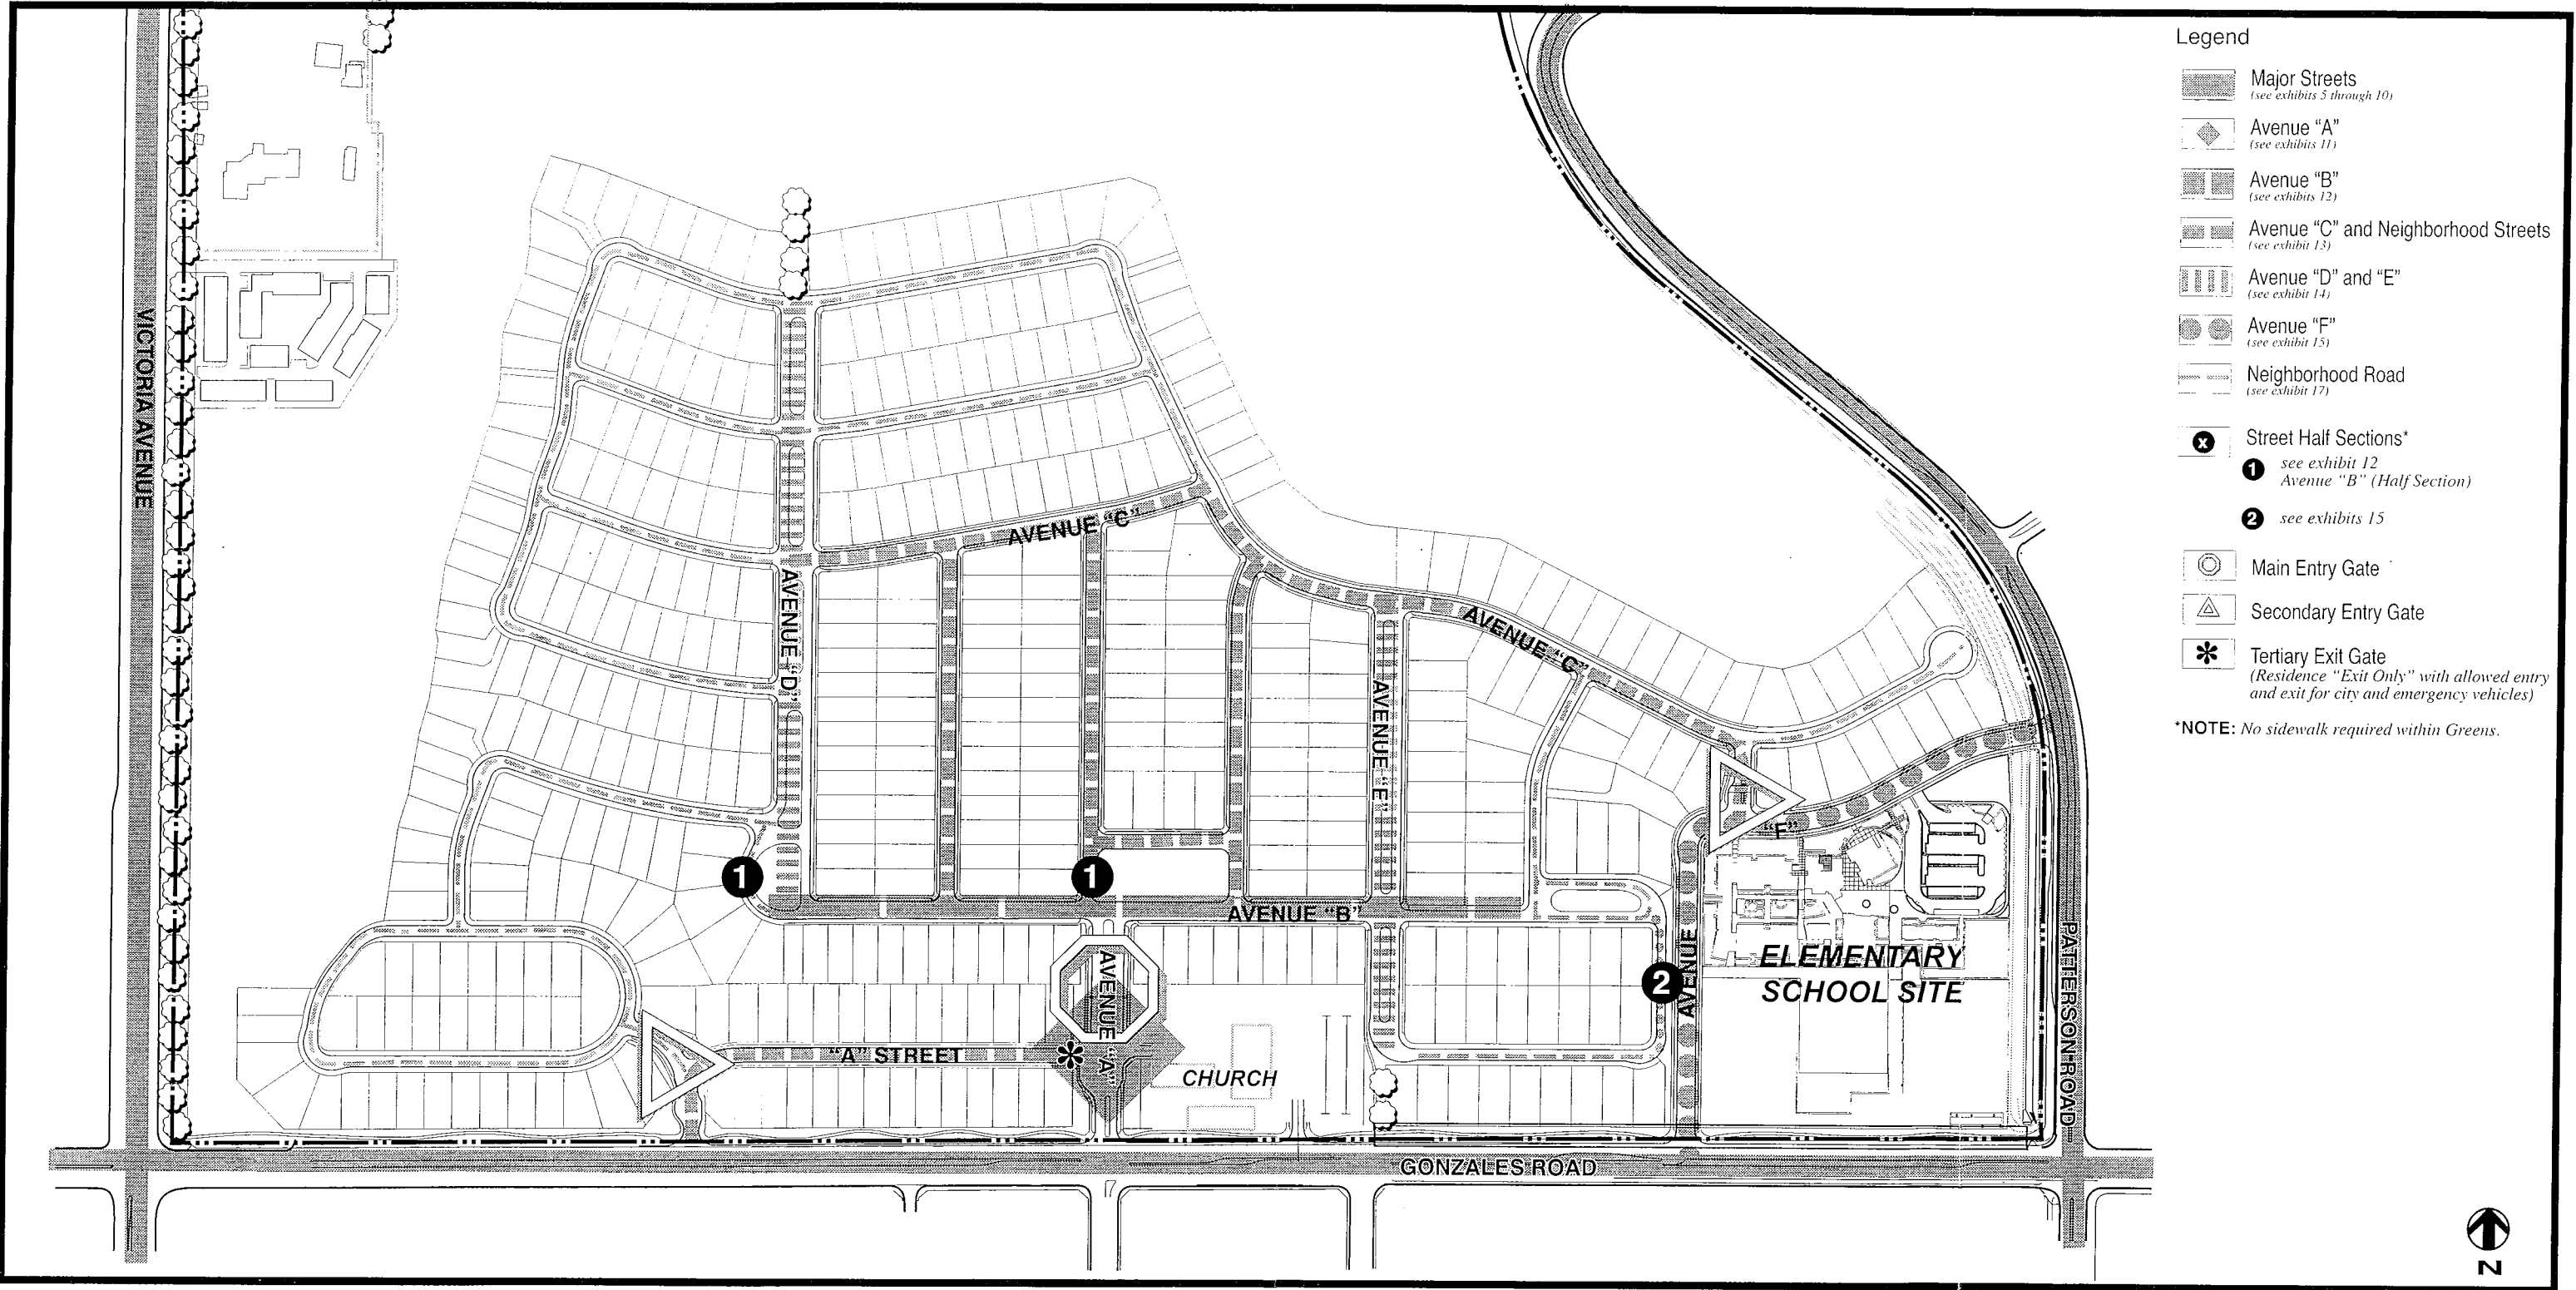 Legend
Major Streets
(see exhibits 5 through 10)
Avenue “A”
(see exhibits 11)
Avenue “B”
(see exhibits 12)
Avenue “C” and Neighborhood Streets
(see exhibit 13)
Avenue “D” and “E”
(see exhibit 14)
Avenue “F”
(see exhibit 15)
Neighborhood Road
(see exhibit 17)
x
Street Half Sections*
1 see exhibit 12
Avenue “B” (Half Section)
2 see exhibits 15
Main Entry Gate
Secondary Entry Gate
Tertiary Exit Gate
(Residence “Exit Only” with allowed entry
and exit for city and emergency vehicles)
*NOTE: No sidewalk required within Greens.
VICTORIA AVENUE
AVENUE “C”
AVENUE “D”
AVENUE “C”
AVENUE “E”
“F”
1
1
AVENUE “B”
AVENUE
2
ELEMENTARY
SCHOOL SITE
AVENUE “A”
“A” STREET
CHURCH
PATTERSON ROAD
GONZALES ROAD
N